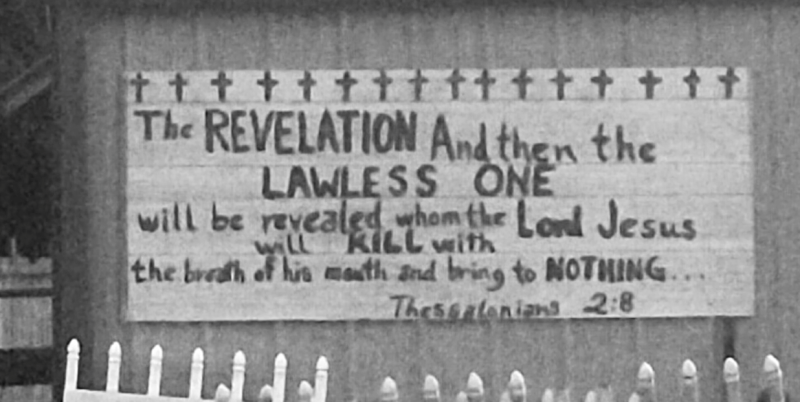 The REVELATION And then the
LAWLESS ONE
will be revealed whom the Lord Jesus
will KILL with
the breath of his mouth and bring to NOTHING...
Thessalonians 2:8